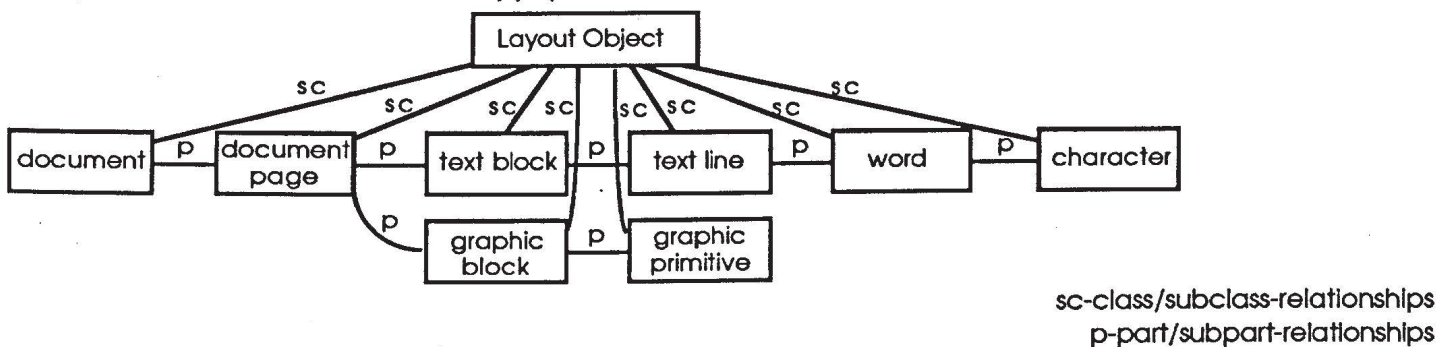 Layout Object
sc
sc
sc
sc
sc
sc
sc
sc
document
p
document
page
p
text block
p
text line
p
word
p
character
p
graphic
block
p
graphic
primitive
sc-class/subclass-relationships
p-part/subpart-relationships